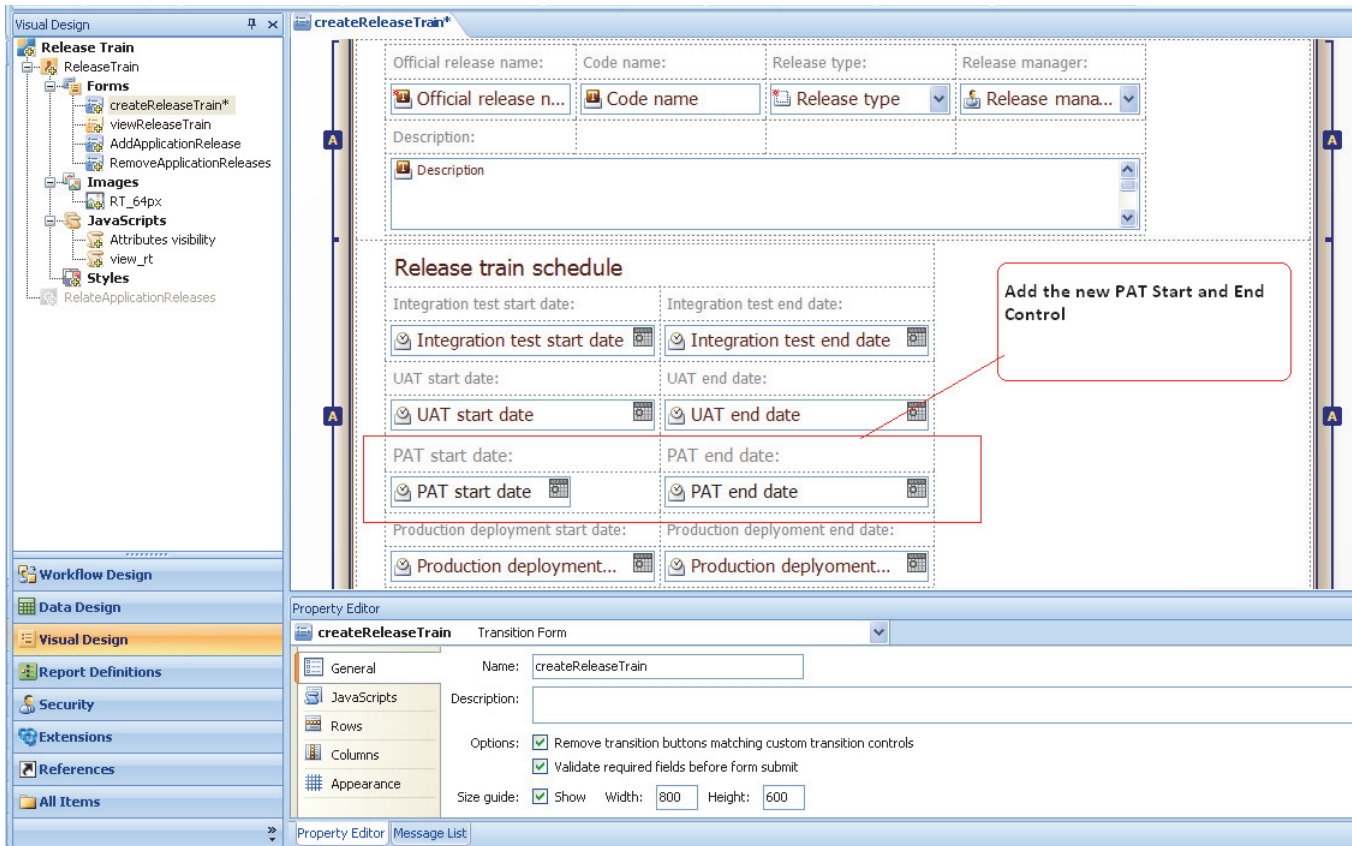 Visual Design
Release Train
ReleaseTrain
Forms
createReleaseTrain*
viewReleaseTrain
AddApplicationRelease
RemoveApplicationReleases
Images
RT_64px
JavaScripts
Attributes visibility
view_rt
Styles
RelateApplicationReleases
Workflow Design
Data Design
Visual Design
Report Definitions
Security
Extensions
References
All Items
»
createReleaseTrain*
Official release name: Code name: Release type: Release manager:
Official release n... Code name Release type Release mana...
A A
Description:
Description
Release train schedule
Integration test start date: Integration test end date:
Integration test start date Integration test end date
UAT start date: UAT end date:
UAT start date UAT end date
A A
PAT start date: PAT end date:
PAT start date PAT end date
Production deployment start date: Production deplyoment end date:
Production deployment... Production deplyoment...
Add the new PAT Start and End
Control
Property Editor
createReleaseTrain Transition Form
General
JavaScripts
Rows
Columns
Appearance
Name: createReleaseTrain
Description:
Options: Remove transition buttons matching custom transition controls
Validate required fields before form submit
Size guide: Show Width: 800 Height: 600
Property Editor Message List